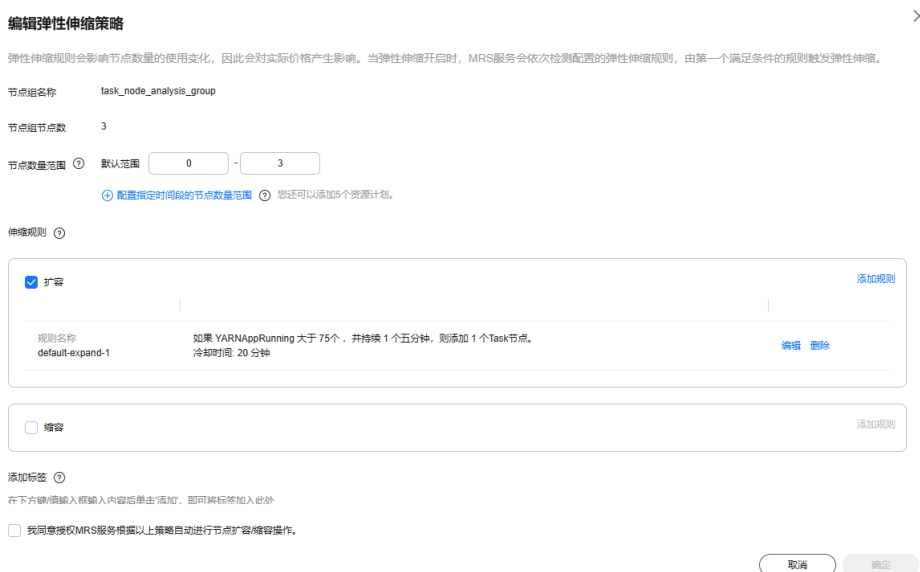 编辑弹性伸缩策略
弹性伸缩规则会影响节点数量的使用变化，因此会对实际价格产生影响。当弹性伸缩开启时，MRS服务会依次检测配置的弹性伸缩规则，由第一个满足条件的规则触发弹性伸缩。
节点组名称 task_node_analysis_group
节点组节点数 3
节点数量范围 ? 默认范围 0 - 3
配置指定时间段的节点数量范围 ? 您还可以添加5个资源计划。
伸缩规则 ?
扩容 添加规则
规则名称
default-expand-1
如果 YARNAppRunning 大于 75个 ，并持续 1 个五分钟，则添加 1 个Task节点。
冷却时间: 20 分钟
编辑 删除
缩容 添加规则
添加标签 ?
在下方键/值输入框输入内容后单击'添加'，即可将标签加入此处
我同意授权MRS服务根据以上策略自动进行节点扩容/缩容操作。
取消 确定